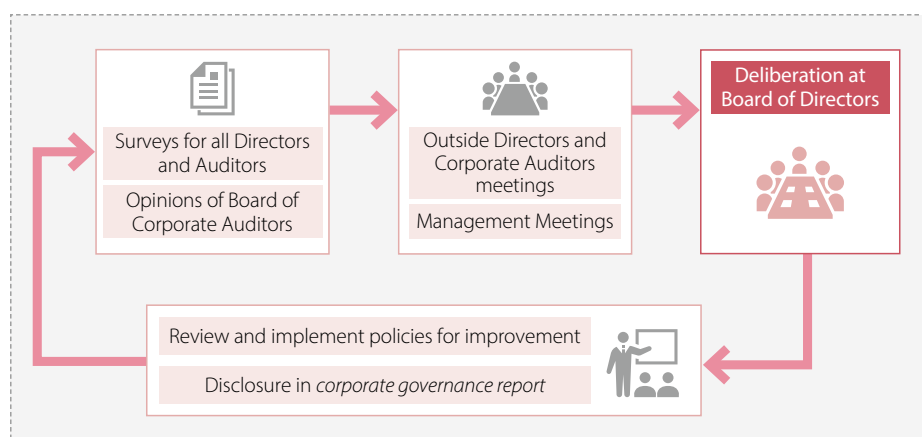 Surveys for all Directors
and Auditors
Opinions of Board of
Corporate Auditors
Outside Directors and
Corporate Auditors
meetings
Management Meetings
Deliberation at
Board of Directors
Review and implement policies for improvement
Disclosure in corporate governance report